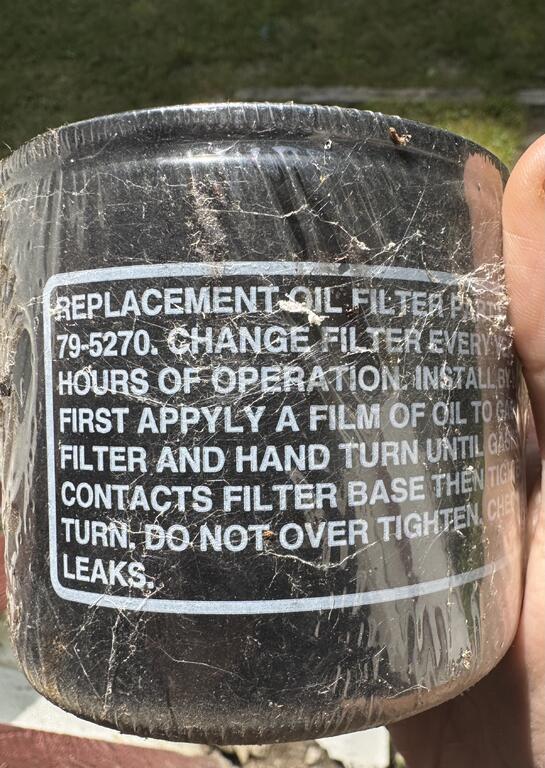 REPLACEMENT OIL FILTER
79-5270. CHANGE FILTER EVERY
HOURS OF OPERATION. INSTALL BY
FIRST APPYLY A FILM OF OIL TO
FILTER AND HAND TURN UNTIL
CONTACTS FILTER BASE THEN
TURN. DO NOT OVER TIGHTEN.
LEAKS.